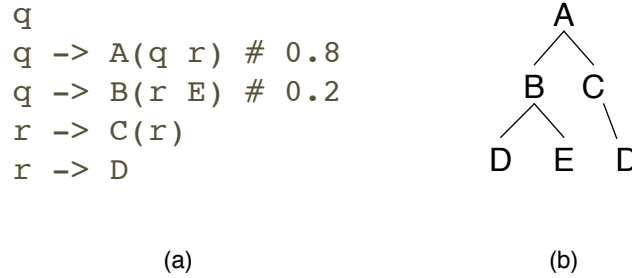 q
q -> A(q r) # 0.8
q -> B(r E) # 0.2
r -> C(r)
r -> D
(a)
A
B C
D E D
(b)